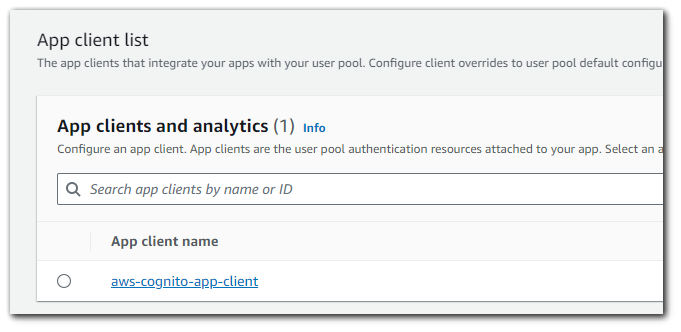 App client list
The app clients that integrate your apps with your user pool. Configure client overrides to user pool default configu
App clients and analytics (1) Info
Configure an app client. App clients are the user pool authentication resources attached to your app. Select an a
Search app clients by name or ID
App client name
aws-cognito-app-client